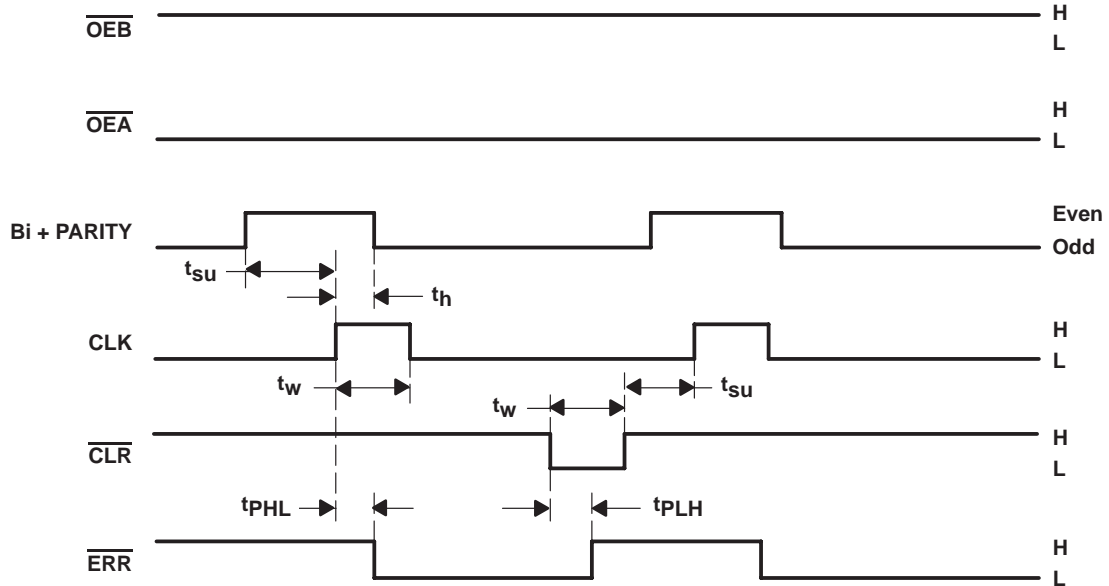 OEB
H
L
OEA
H
L
Bi + PARITY
Even
Odd
tsu
th
CLK
H
L
tw
tw
tsu
CLR
H
L
tPHL
tPLH
ERR
H
L